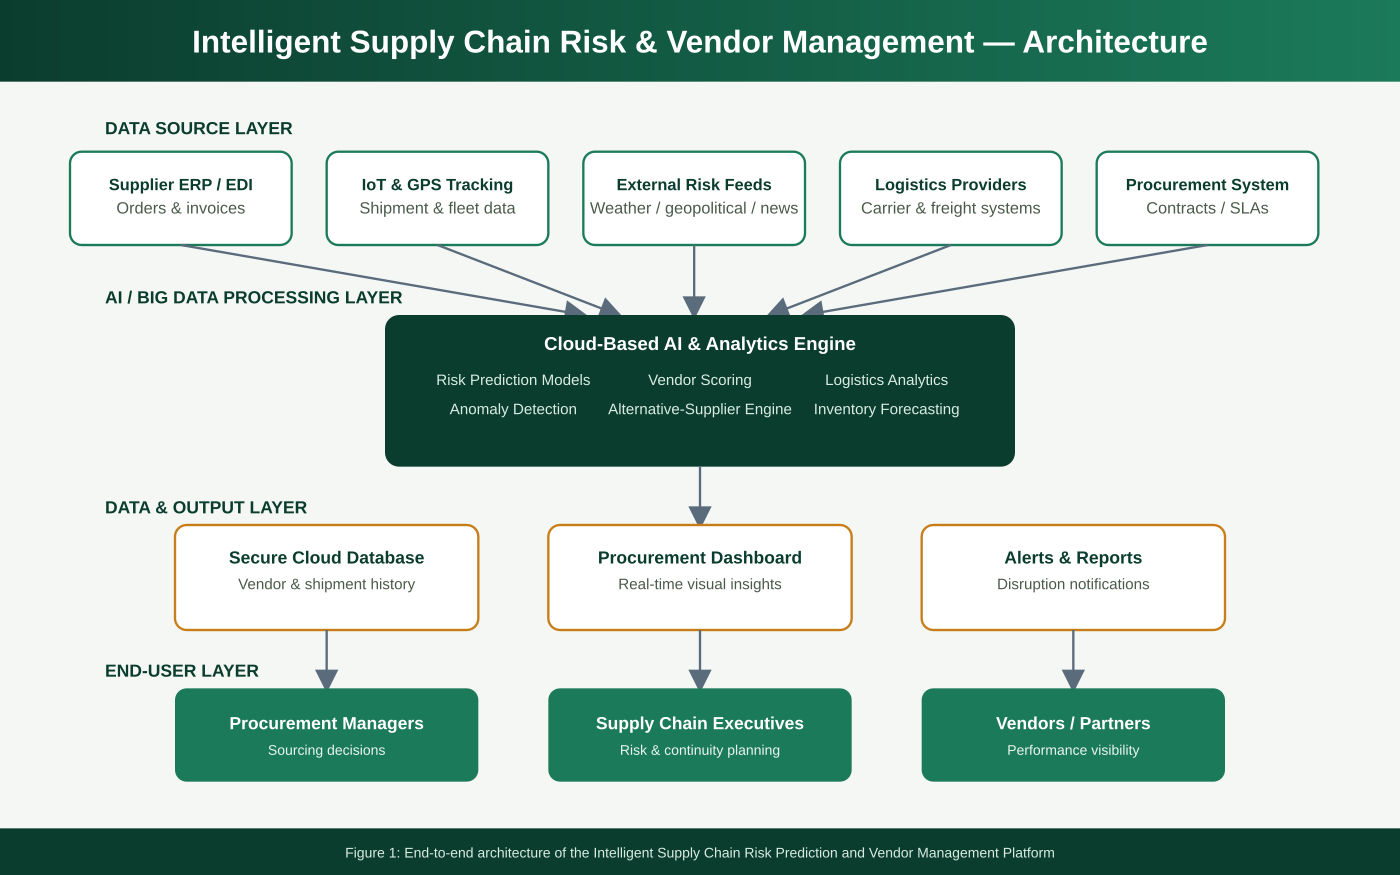 Intelligent Supply Chain Risk & Vendor Management — Architecture
DATA SOURCE LAYER
Supplier ERP / EDI
Orders & invoices
IoT & GPS Tracking
Shipment & fleet data
External Risk Feeds
Weather / geopolitical / news
Logistics Providers
Carrier & freight systems
Procurement System
Contracts / SLAs
AI / BIG DATA PROCESSING LAYER
Cloud-Based AI & Analytics Engine
Risk Prediction Models
Vendor Scoring
Logistics Analytics
Anomaly Detection
Alternative-Supplier Engine
Inventory Forecasting
DATA & OUTPUT LAYER
Secure Cloud Database
Vendor & shipment history
Procurement Dashboard
Real-time visual insights
Alerts & Reports
Disruption notifications
END-USER LAYER
Procurement Managers
Sourcing decisions
Supply Chain Executives
Risk & continuity planning
Vendors / Partners
Performance visibility
Figure 1: End-to-end architecture of the Intelligent Supply Chain Risk Prediction and Vendor Management Platform